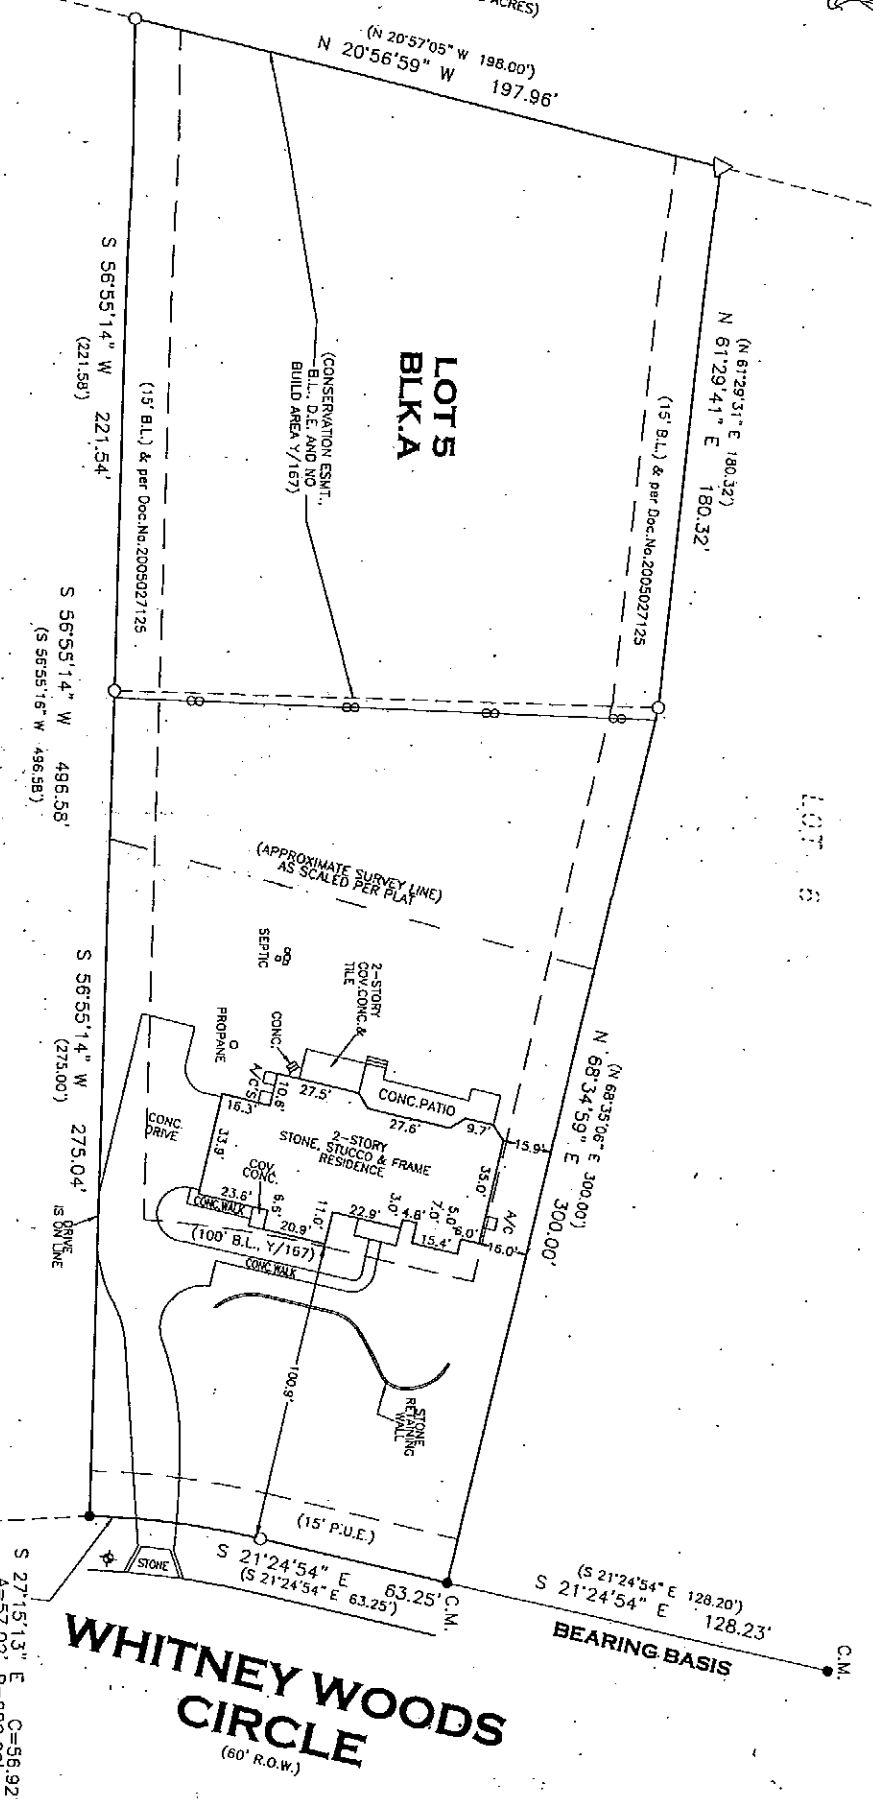 ACRES)
(N 20°57'05" W 198.00')
N 20°56'59" W 197.96'
(N 61°29'31" E 180.32')
N 61°29'41" E 180.32'
(15' B.L.) & per Doc.No.2005027125
LOT 5
BLK.A
(CONSERVATION ESMT.,
B.L., D.E. AND NO
BUILD AREA Y/167)
(15' B.L.) & per Doc.No.2005027125
S 56°55'14" W 221.54'
(221.58')
S 56°55'14" W 496.58'
(S 56°55'16" W 496.58')
LOT 6
(APPROXIMATE SURVEY LINE)
AS SCALED PER PLAT
SEPTIC
2-STORY
COV.CONC.&
TILE
PROPANE
CONC.
A/C'S
10.6'
27.5'
CONC.PATIO
27.6'
9.7'
15.9'
(N 68°35'06" E 300.00')
N 68°34'59" E 300.00'
16.3'
33.9'
2-STORY
STONE, STUCCO & FRAME
RESIDENCE
35.0'
A/C
CONC.
DRIVE
COV.
CONC.
23.6'
CONC.WALK
6.5'
20.9'
11.0'
22.9'
3.0'
4.8'
7.0'
15.4'
5.0'
6.0'
16.0'
(100' B.L., Y/167)
CONC.WALK
S 56°55'14" W 275.04'
(275.00')
DRIVE
IS ON LINE
100.9'
STONE
RETAINING
WALL
(15' P.U.E.)
STONE
S 21°24'54" E 63.25'
(S 21°24'54" E 63.25')
C.M.
(S 21°24'54" E 128.20')
S 21°24'54" E 128.23'
BEARING BASIS
C.M.
WHITNEY WOODS
CIRCLE
(60' R.O.W.)
S 27°15'13" E C=56.92